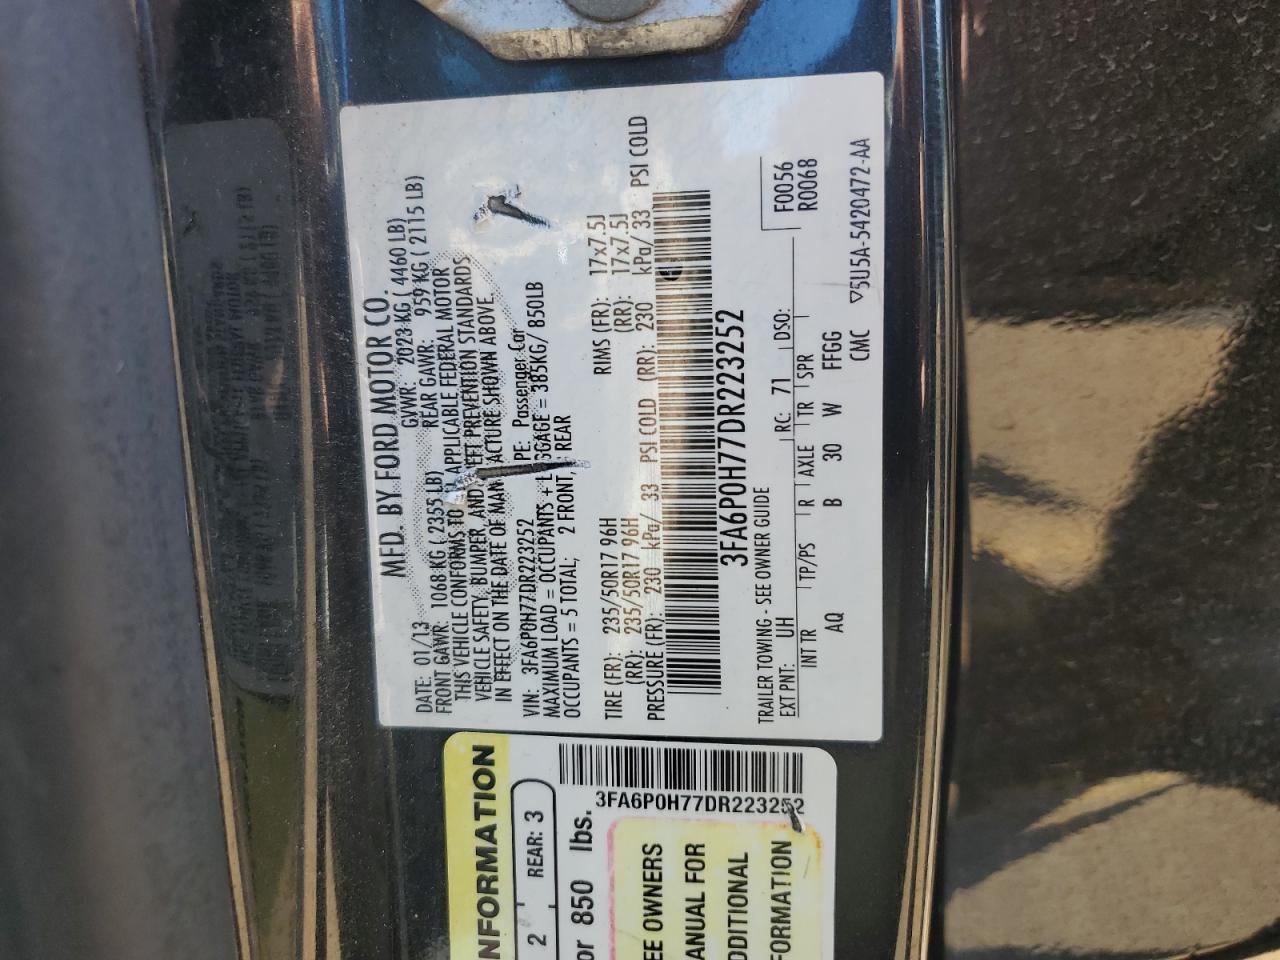 MFD. BY FORD MOTOR CO.
DATE: 01/13 GVWR: 2023 KG ( 4460 LB)
FRONT GAWR: 1068 KG ( 2355 LB) REAR GAWR: 959 KG ( 2115 LB)
THIS VEHICLE CONFORMS TO APPLICABLE FEDERAL MOTOR
VEHICLE SAFETY, BUMPER, AND THEFT PREVENTION STANDARDS
IN EFFECT ON THE DATE OF MANUFACTURE SHOWN ABOVE.
VIN: 3FA6P0H77DR223252 PE: Passenger Car
MAXIMUM LOAD = OCCUPANTS + LUGGAGE = 385KG/ 850LB
OCCUPANTS = 5 TOTAL; 2 FRONT, REAR
TIRE (FR): 235/50R17 96H RIMS (FR): 17x7.5J
(RR): 235/50R17 96H (RR): 17x7.5J
PRESSURE (FR): 230 kPa/ 33 PSI COLD (RR): 230 kPa/ 33 PSI COLD
3FA6P0H77DR223252
TRAILER TOWING - SEE OWNER GUIDE
EXT PNT: UH RC: 71 DSO: F0056
R0068
INT TR TP/PS R AXLE TR SPR
AQ B 30 W FFGG
CMC ▽5U5A-5420472-AA
NFORMATION
2 REAR: 3
or 850 lbs.
3FA6P0H77DR223252
EE OWNERS
ANUAL FOR
DDITIONAL
FORMATION